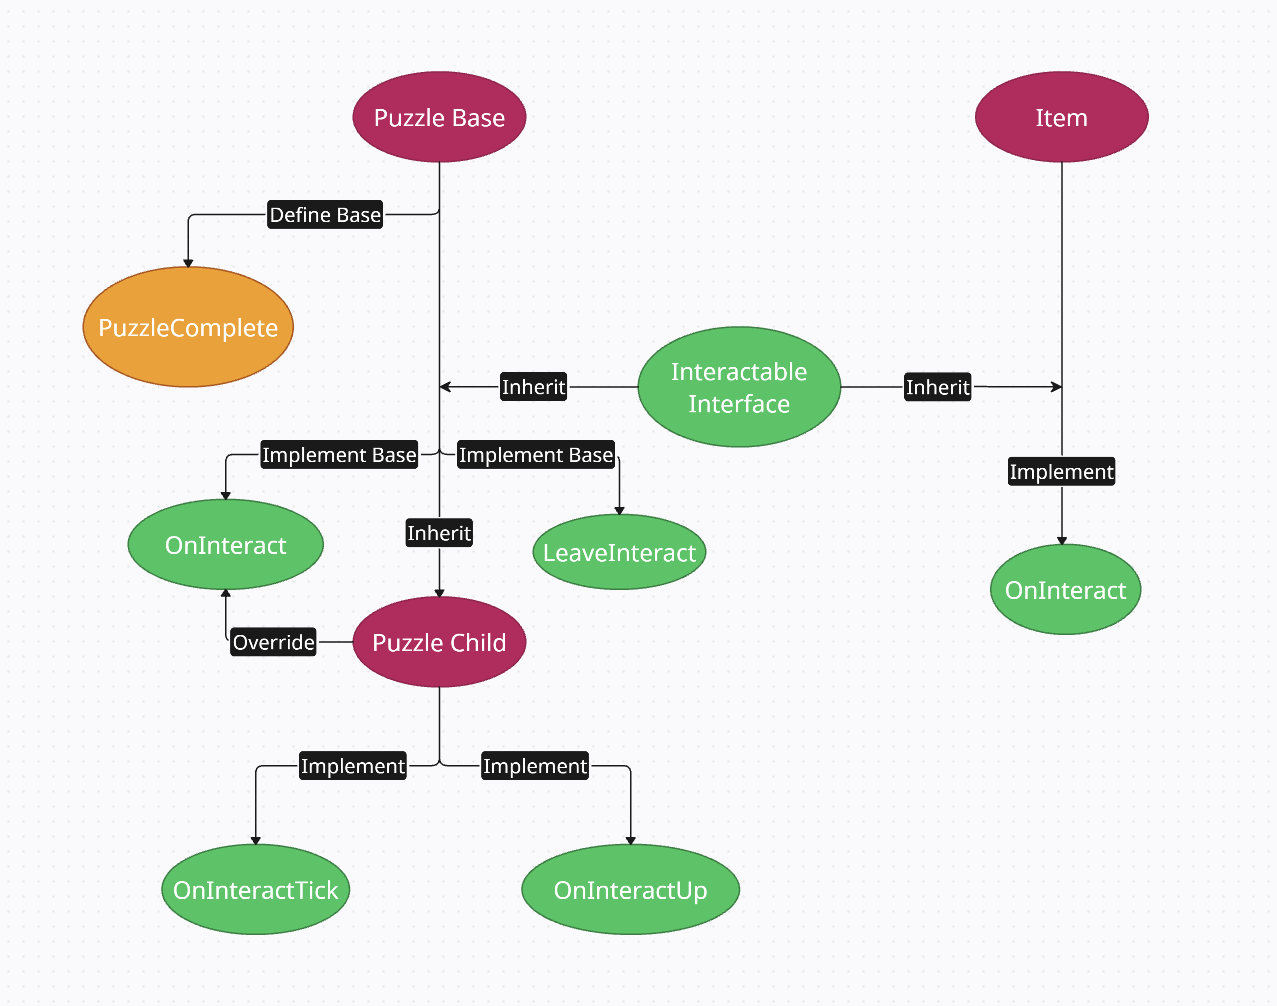 Puzzle Base
Item
Define Base
PuzzleComplete
Interactable
Interface
Inherit
Inherit
Implement Base
Implement Base
Implement
Inherit
OnInteract
LeaveInteract
OnInteract
Override
Puzzle Child
Implement
Implement
OnInteractTick
OnInteractUp